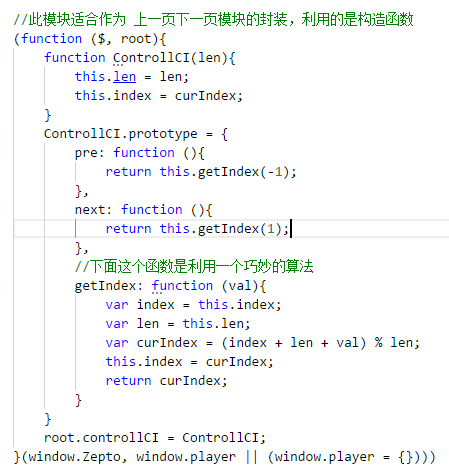 //此模块适合作为 上一页下一页模块的封装，利用的是构造函数
(function ($, root){
    function ControllCI(len){
        this.len = len;
        this.index = curIndex;
    }
    ControllCI.prototype = {
        pre: function (){
            return this.getIndex(-1);
        },
        next: function (){
            return this.getIndex(1);
        },
        //下面这个函数是利用一个巧妙的算法
        getIndex: function (val){
            var index = this.index;
            var len = this.len;
            var curIndex = (index + len + val) % len;
            this.index = curIndex;
            return curIndex;
        }
    }
    root.controllCI = ControllCI;
}(window.Zepto, window.player || (window.player = {})))